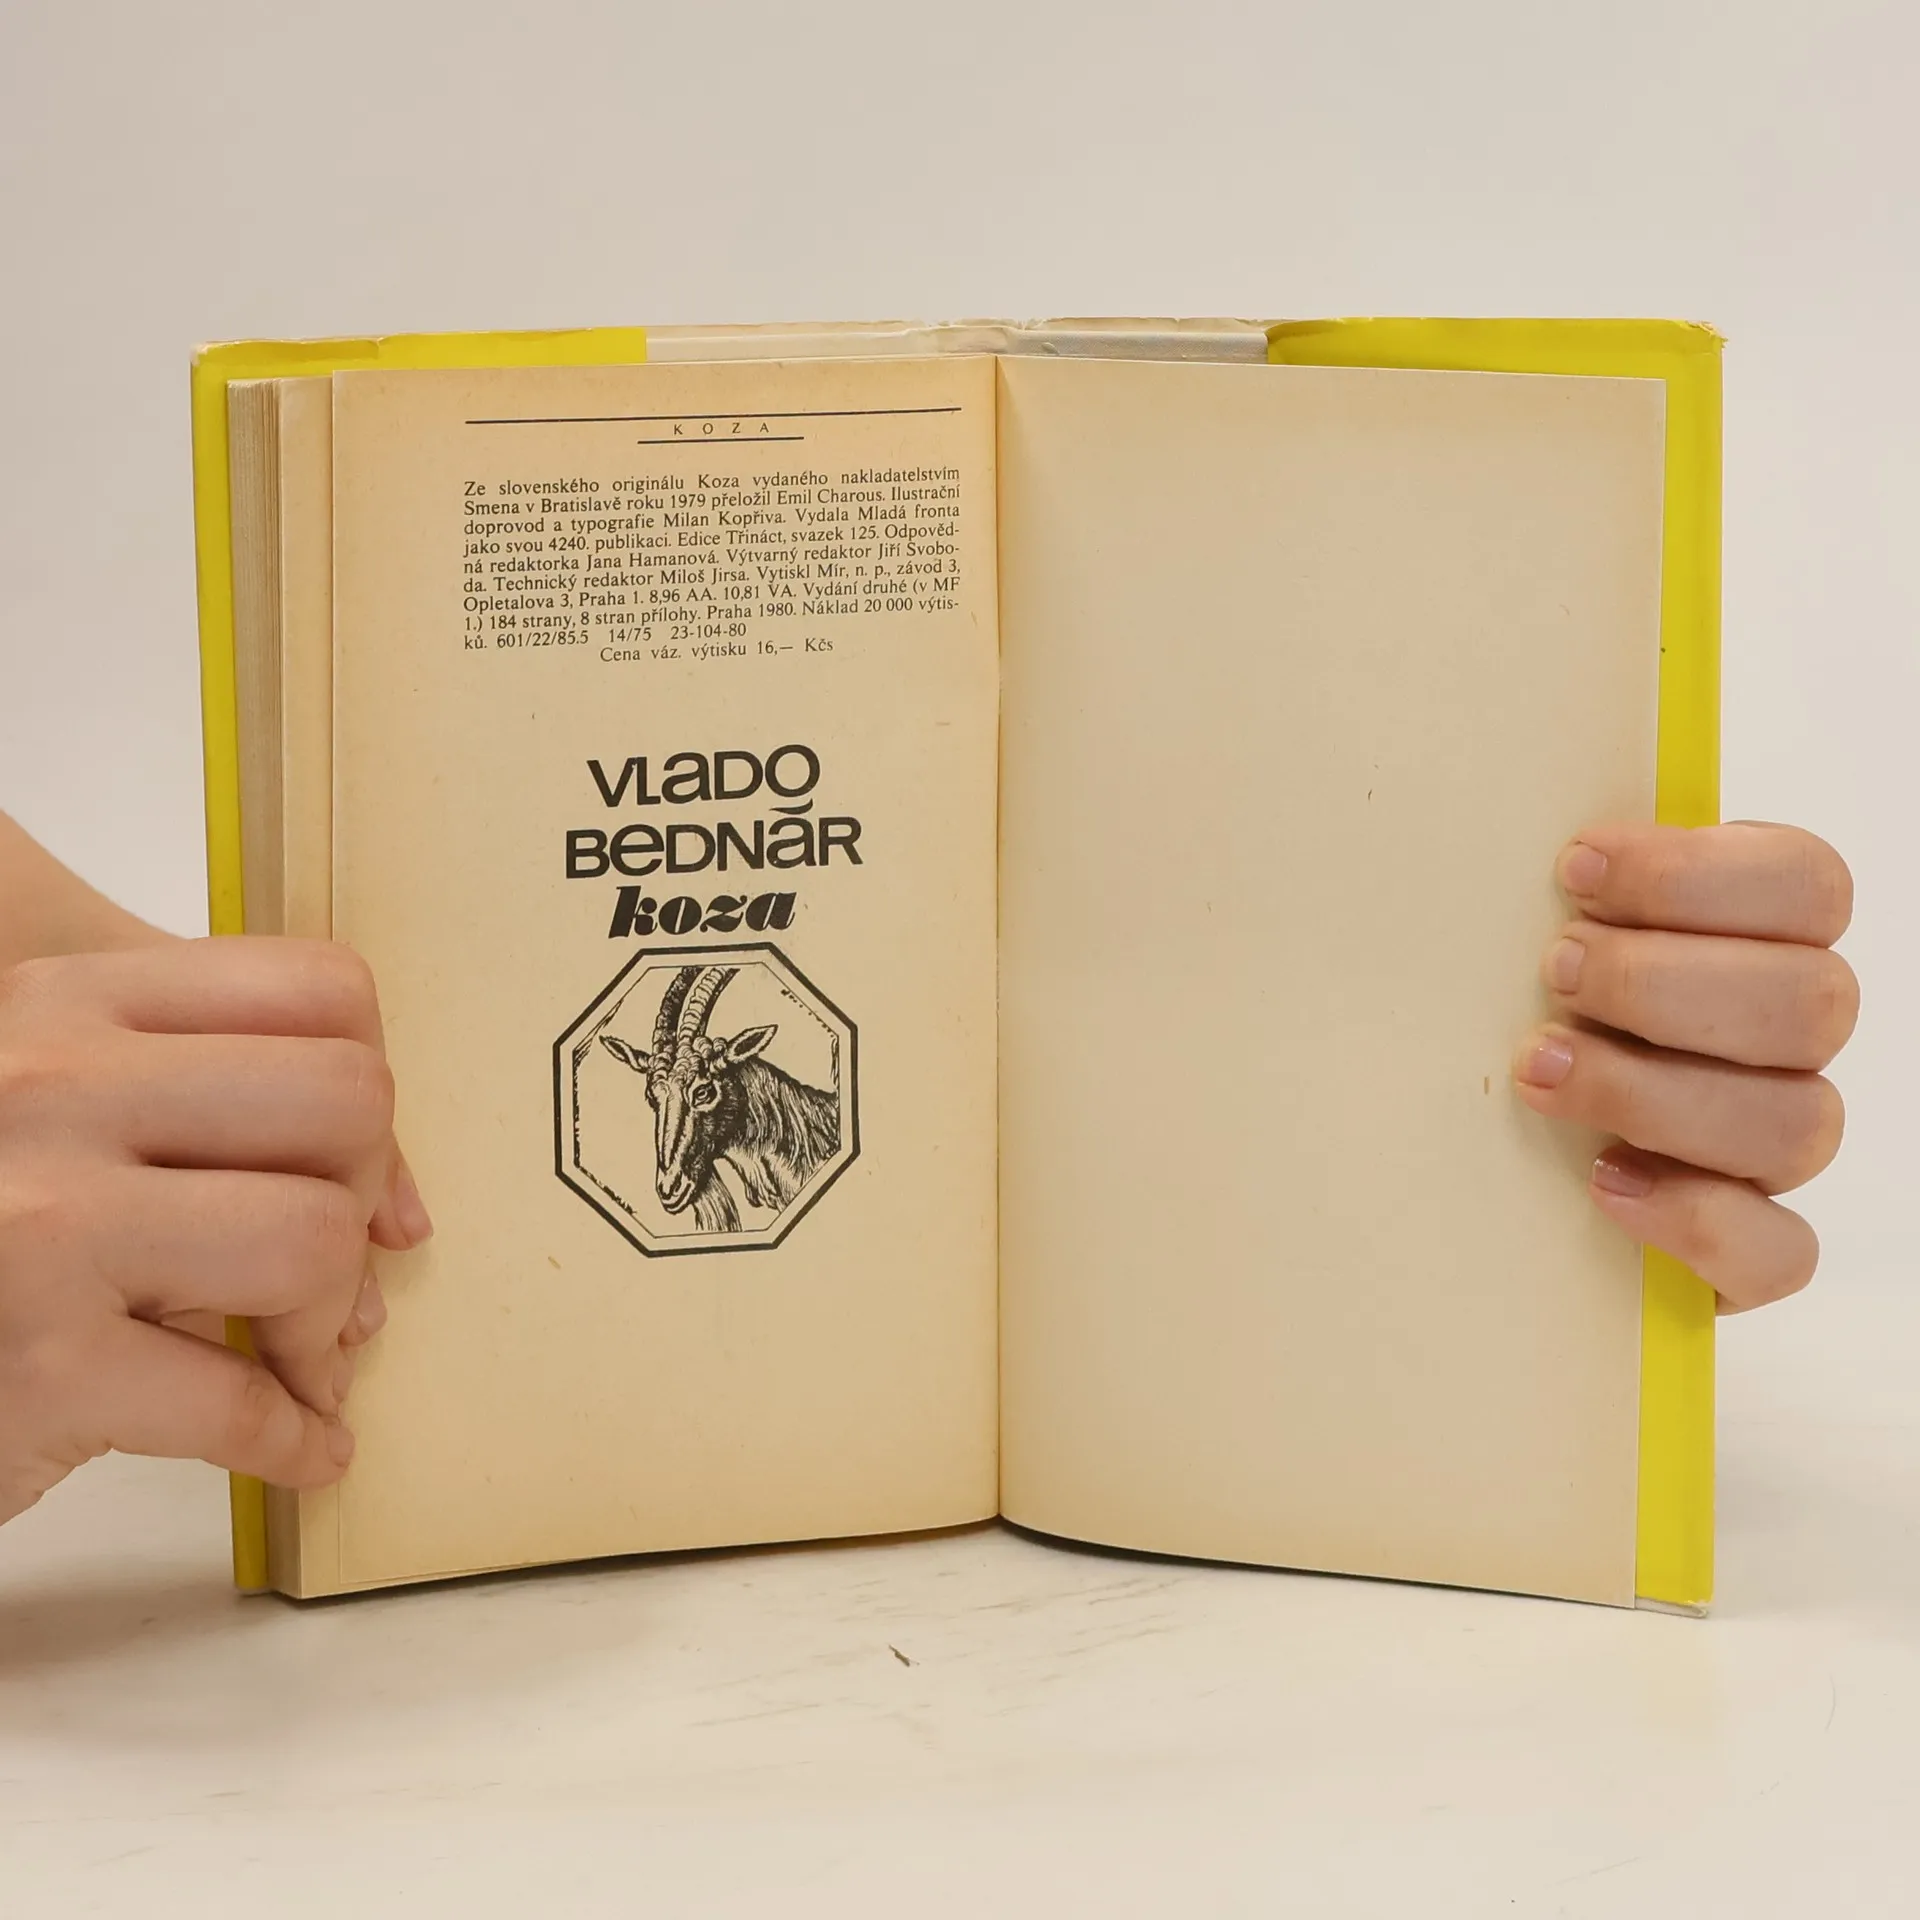 KOZA
Ze slovenského originálu Koza vydaného nakladatelstvím
Smena v Bratislavě roku 1979 přeložil Emil Charous. Ilustrační
doprovod a typografie Milan Kopřiva. Vydala Mladá fronta
jako svou 4240. publikaci. Edice Třináct, svazek 125. Odpověd-
ná redaktorka Jana Hamanová. Výtvarný redaktor Jiří Svobo-
da. Technický redaktor Miloš Jirsa. Vytiskl Mír, n. p., závod 3,
Opletalova 3, Praha 1. 8,96 AA. 10,81 VA. Vydání druhé (v MF
1.) 184 strany, 8 stran přílohy. Praha 1980. Náklad 20 000 výtis-
ků. 601/22/85.5 14/75 23-104-80
Cena váz. výtisku 16,— Kčs
VLaDO
BeDNáR
koza